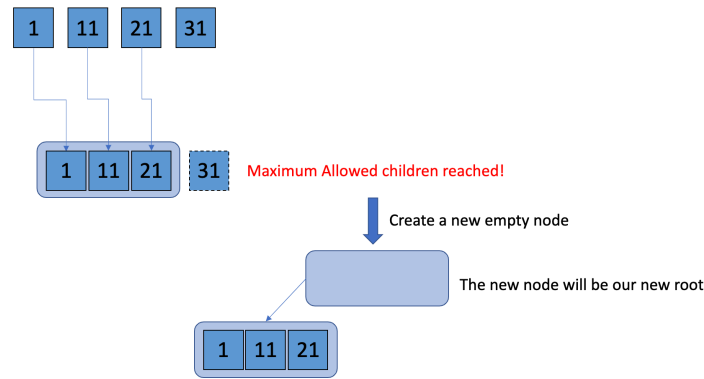 1 11 21 31
1 11 21 31 Maximum Allowed children reached!
Create a new empty node
The new node will be our new root
1 11 21